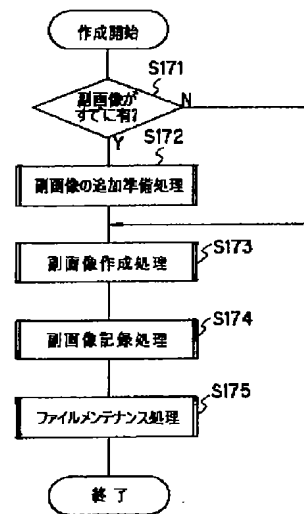 作成開始
S171
副画像が
すでに有?
N
Y
S172
副画像の追加準備処理
S173
副画像作成処理
S174
副画像記録処理
S175
ファイルメンテナンス処理
終了